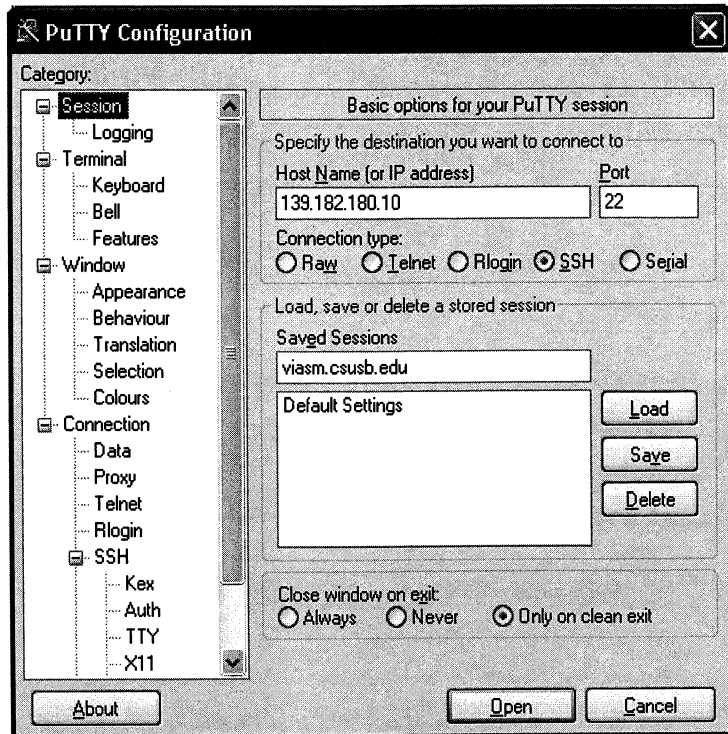 PuTTY Configuration
Category:
Session
Logging
Terminal
Keyboard
Bell
Features
Window
Appearance
Behaviour
Translation
Selection
Colours
Connection
Data
Proxy
Telnet
Rlogin
SSH
Kex
Auth
TTY
X11
Basic options for your PuTTY session
Specify the destination you want to connect to
Host Name (or IP address) Port
139.182.180.10 22
Connection type:
Raw Telnet Rlogin SSH Serial
Load, save or delete a stored session
Saved Sessions
viasm.csusb.edu
Default Settings
Load
Save
Delete
Close window on exit:
Always Never Only on clean exit
About Open Cancel